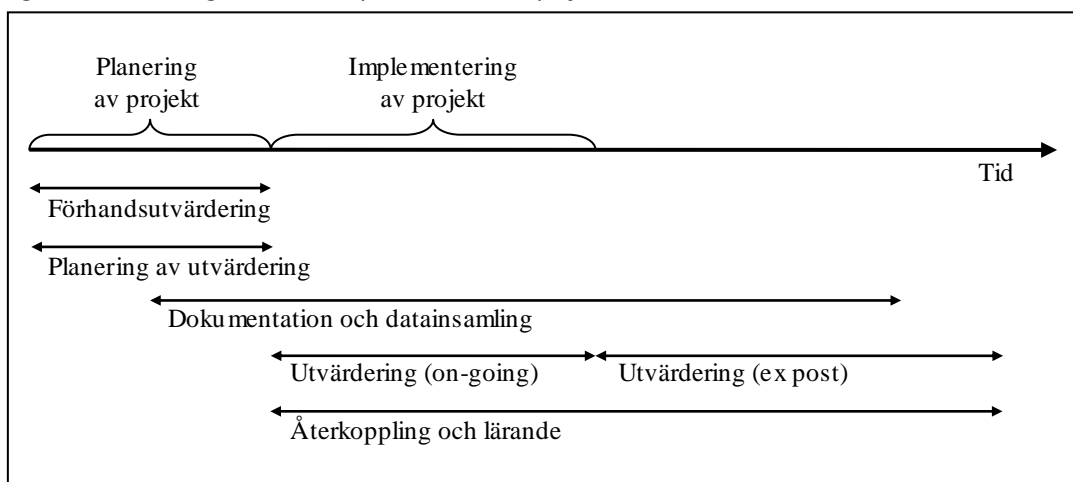 Planering
av projekt
Implementering
av projekt
Tid
Förhandsutvärdering
Planering av utvärdering
Dokumentation och datainsamling
Utvärdering (on-going)
Utvärdering (ex post)
Återkoppling och lärande